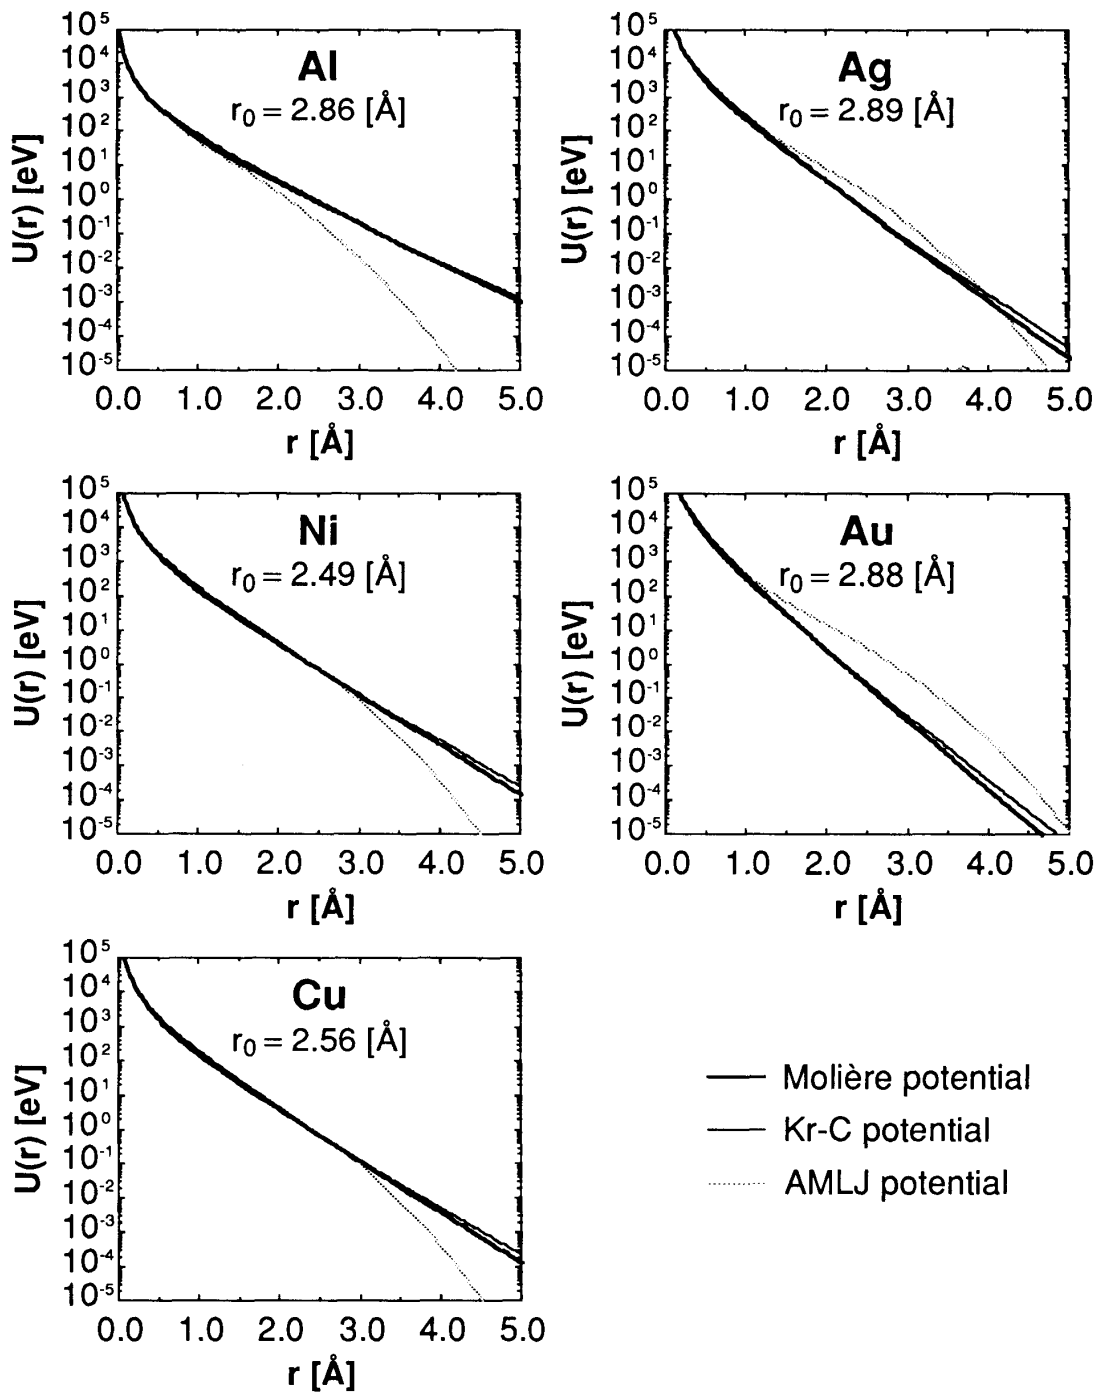 Al
r₀ = 2.86 [Å]
U(r) [eV]
10⁵
10⁴
10³
10²
10¹
10⁰
10⁻¹
10⁻²
10⁻³
10⁻⁴
10⁻⁵
0.0 1.0 2.0 3.0 4.0 5.0
r [Å]
Ag
r₀ = 2.89 [Å]
U(r) [eV]
10⁵
10⁴
10³
10²
10¹
10⁰
10⁻¹
10⁻²
10⁻³
10⁻⁴
10⁻⁵
0.0 1.0 2.0 3.0 4.0 5.0
r [Å]
Ni
r₀ = 2.49 [Å]
U(r) [eV]
10⁵
10⁴
10³
10²
10¹
10⁰
10⁻¹
10⁻²
10⁻³
10⁻⁴
10⁻⁵
0.0 1.0 2.0 3.0 4.0 5.0
r [Å]
Au
r₀ = 2.88 [Å]
U(r) [eV]
10⁵
10⁴
10³
10²
10¹
10⁰
10⁻¹
10⁻²
10⁻³
10⁻⁴
10⁻⁵
0.0 1.0 2.0 3.0 4.0 5.0
r [Å]
Cu
r₀ = 2.56 [Å]
U(r) [eV]
10⁵
10⁴
10³
10²
10¹
10⁰
10⁻¹
10⁻²
10⁻³
10⁻⁴
10⁻⁵
0.0 1.0 2.0 3.0 4.0 5.0
r [Å]
Molière potential
Kr-C potential
AMLJ potential